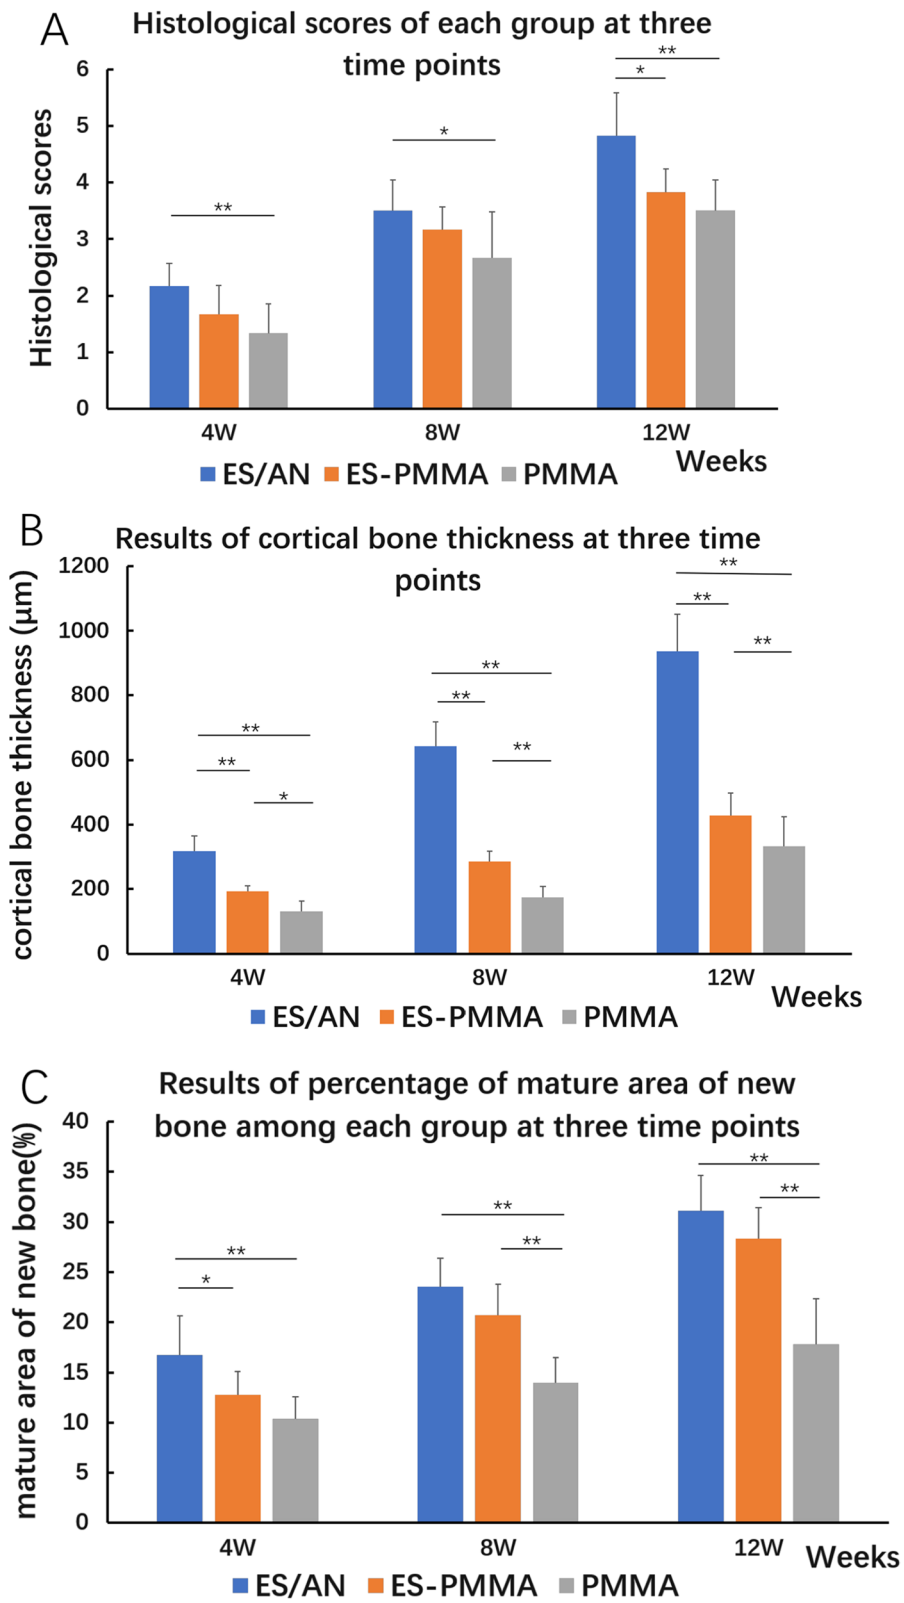 A
Histological scores of each group at three
time points
Histological scores
6
5
4
3
2
1
0
**
*
**
*
4W 8W 12W
Weeks
ES/AN ES-PMMA PMMA
B
Results of cortical bone thickness at three time
points
cortical bone thickness (μm)
1200
1000
800
600
400
200
0
**
**
*
**
**
**
**
**
**
4W 8W 12W
Weeks
ES/AN ES-PMMA PMMA
C
Results of percentage of mature area of new
bone among each group at three time points
mature area of new bone(%)
40
35
30
25
20
15
10
5
0
**
*
**
**
**
**
4W 8W 12W
Weeks
ES/AN ES-PMMA PMMA